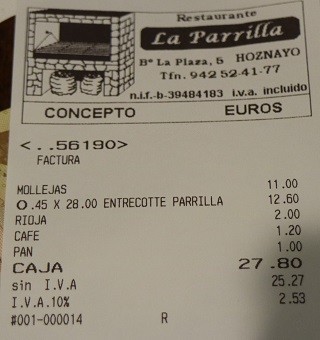 Restaurante
La Parrilla
Bº La Plaza, 5 HOZNAYO
Tfn. 942 52-41-77
n.i.f.-b-39484183 i.v.a. incluido
CONCEPTO EUROS
<..56190>
FACTURA
MOLLEJAS 11.00
0.45 X 28.00 ENTRECOTTE PARRILLA 12.60
RIOJA 2.00
CAFE 1.20
PAN 1.00
CAJA 27.80
sin I.V.A 25.27
I.V.A.10% 2.53
#001-000014 R